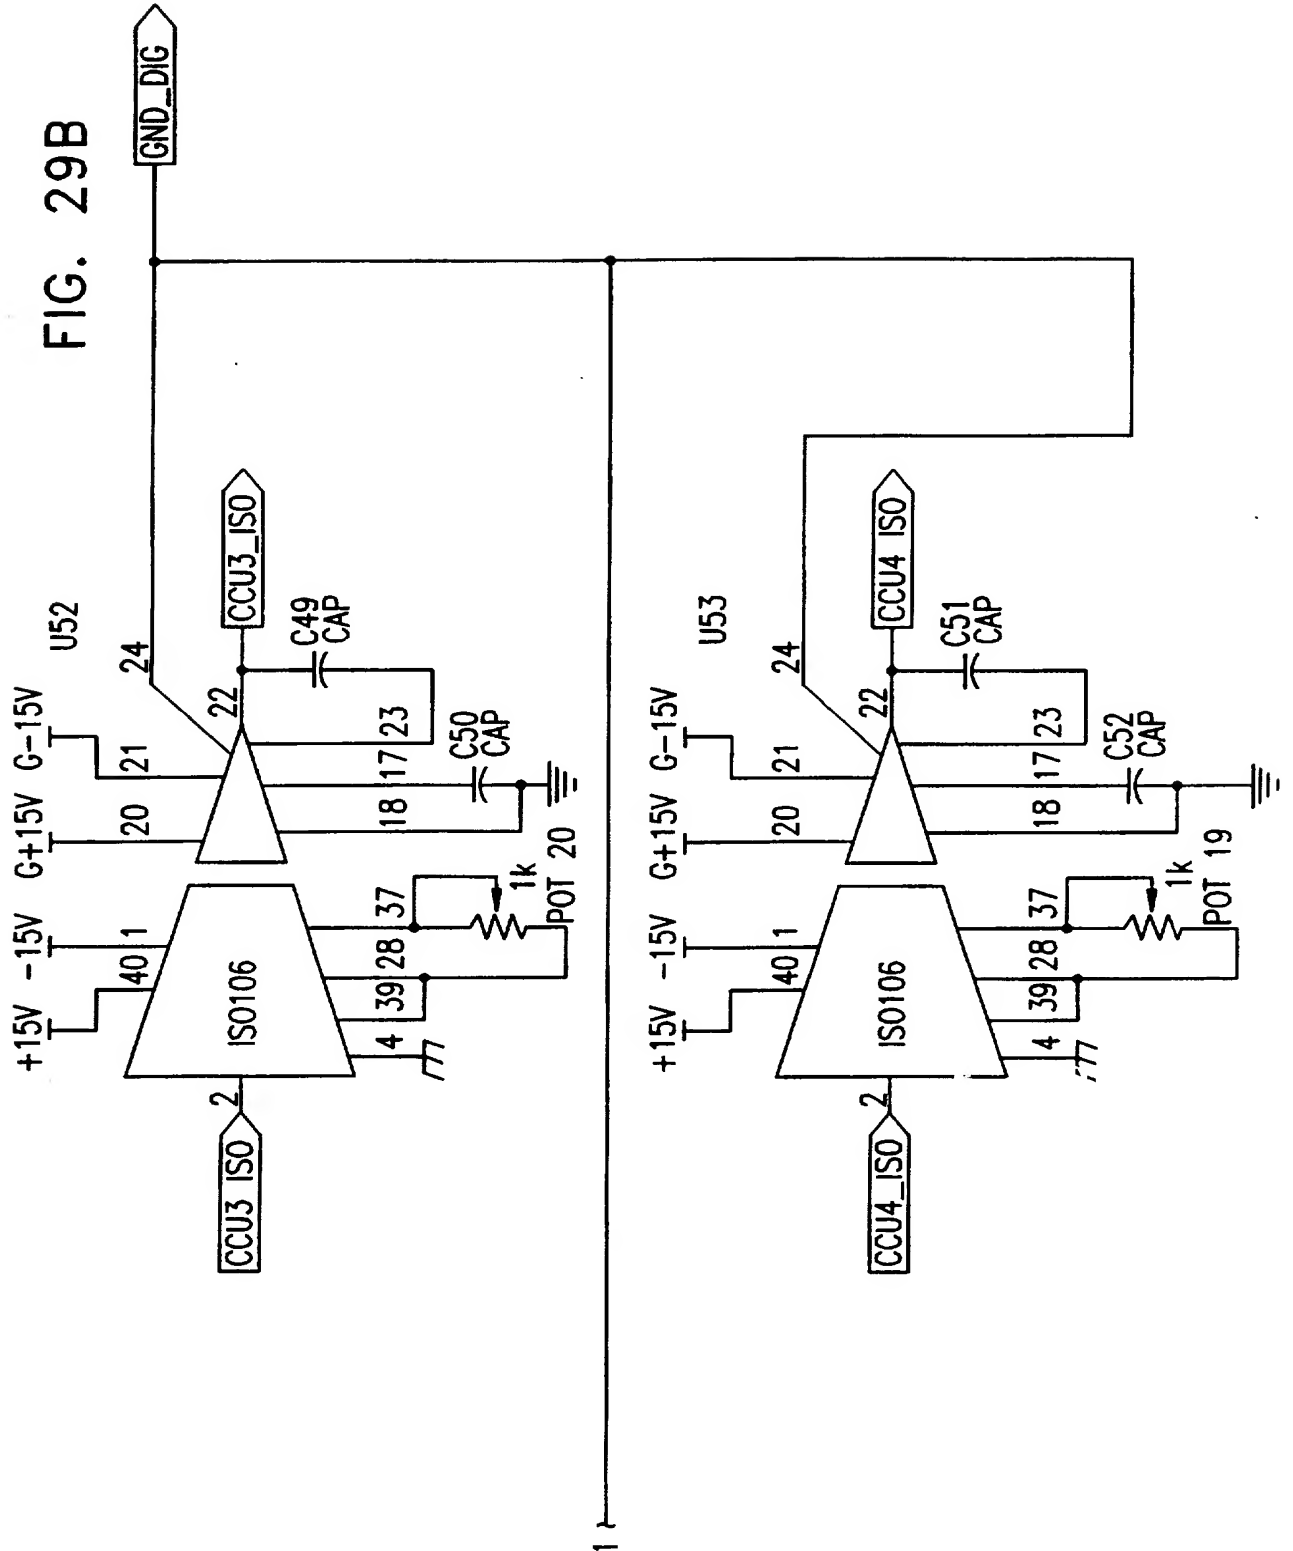 FIG. 29B
GND_DIG
U52
+15V
-15V
G+15V
G-15V
40
1
20
21
24
CCU3 ISO
2
ISO106
22
CCU3_ISO
C49
CAP
4
39
28
37
18
17
23
C50
CAP
1k
POT 20
1
U53
+15V
-15V
G+15V
G-15V
40
1
20
21
24
CCU4_ISO
2
ISO106
22
CCU4 ISO
C51
CAP
4
39
28
37
18
17
23
C52
CAP
1k
POT 19